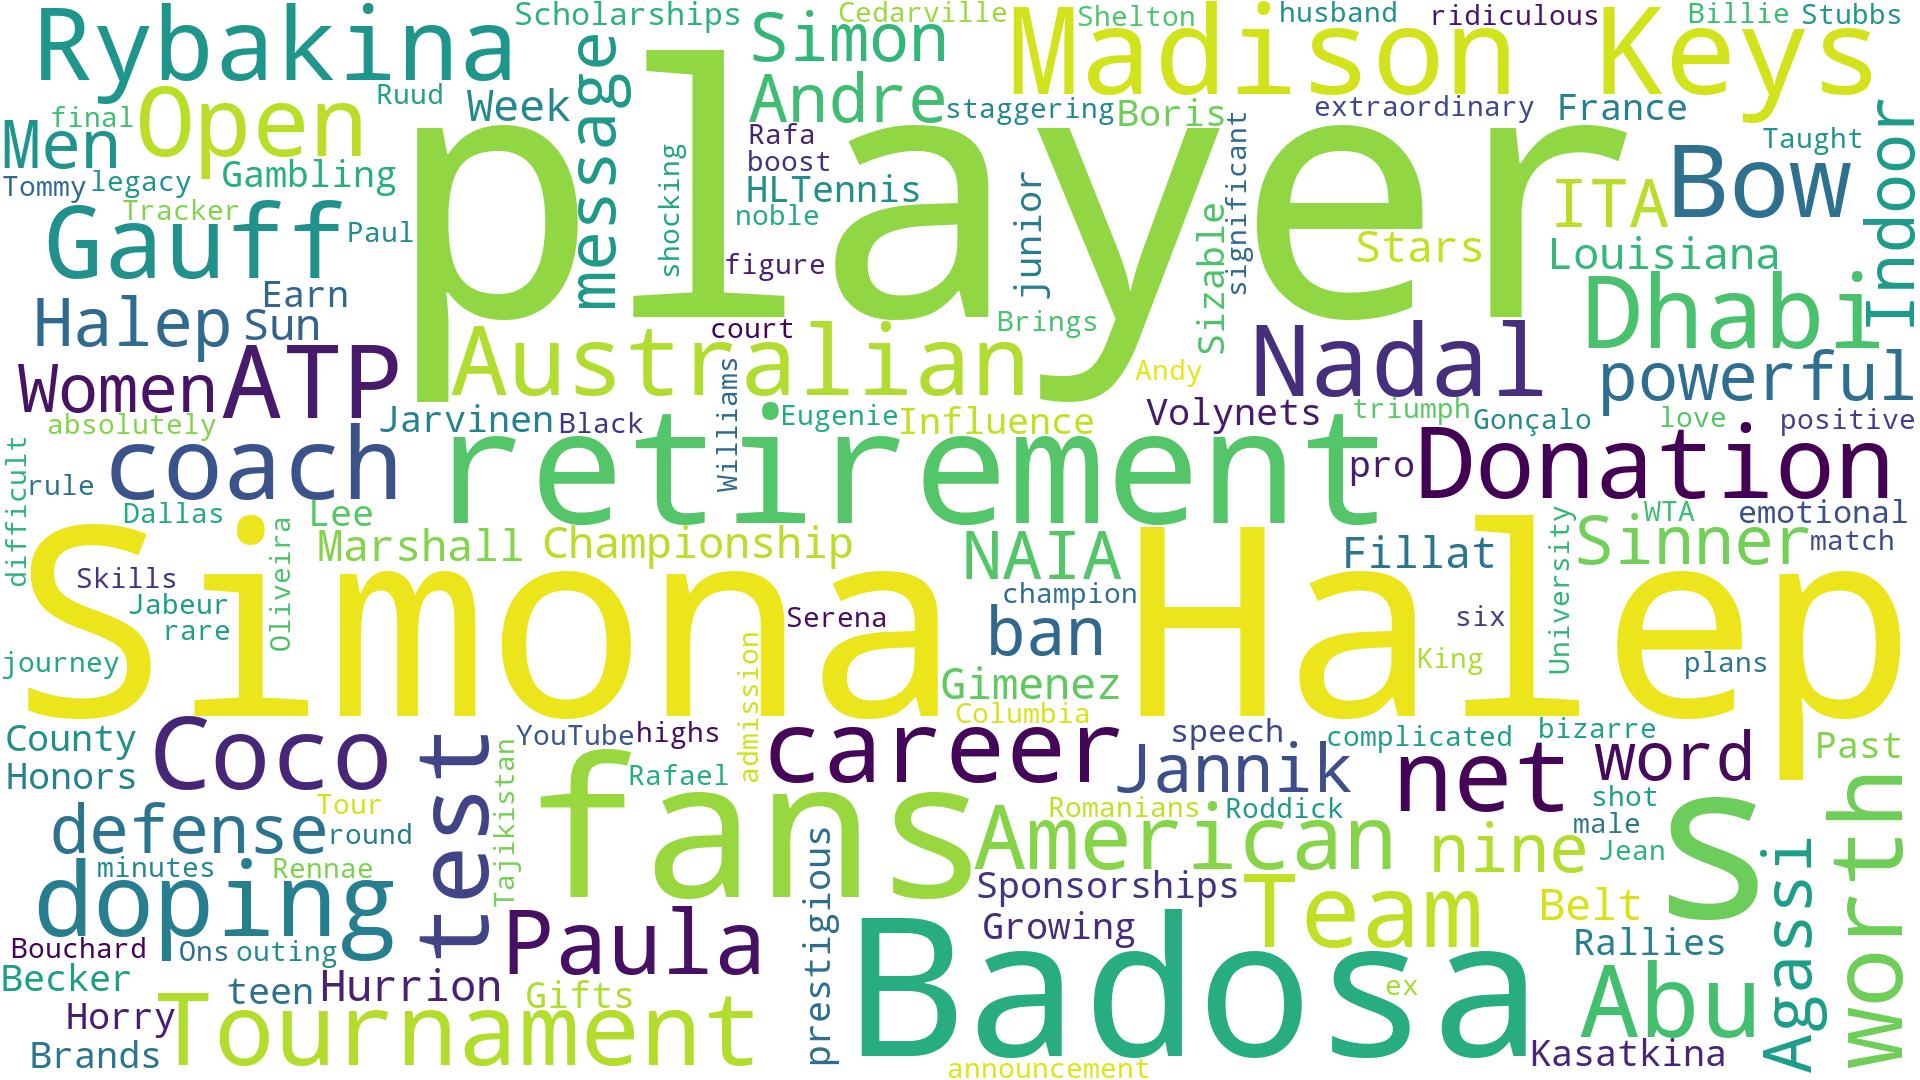 Scholarships
Cedarville
Shelton
husband
ridiculous
Billie
Stubbs
Rybakina
message
Simon
Madison Keys
Ruud
Week
Andre
staggering
Boris
significant
extraordinary
France
final
Open
Men
player
Rafa
boost
Taught
Indoor
Tommy
legacy
Gambling
shocking
HLTennis
junior
Sizable
ITA
Bow
Tracker
Gauff
Paul
noble
figure
Stars
Louisiana
Halep
Earn
Sun
court
Brings
Nadal
Dhabi
Women
ATP
Australian
Williams
Andy
powerful
absolutely
Jarvinen
Black
Eugenie
Influence
Volynets
triumph
Gonçalo
love
positive
difficult
rule
coach
retirement
pro
Donation
Dallas
Lee
Marshall
Championship
NAIA
Fillat
University
Sinner
WTA
emotional
match
Simona Halep
Skills
Jabeur
rare
Oliveira
Serena
champion
ban
six
journey
admission
Gimenez
King
plans
Columbia
County
Honors
Coco
test
Tajikistan
YouTube
highs
career
speech
Jannik
complicated
bizarre
net
word
Past
Rafael
fans
Tour
defense
round
Romanians
Roddick
American
shot
male
nine
Jean
s
worth
minutes
doping
Rennae
prestigious
Sponsorships
Team
Belt
Agassi
Bouchard
Ons
outing
Paula
Growing
Badosa
Rallies
Becker
teen
Hurrion
Gifts
ex
Abu
Horry
Tournament
Brands
announcement
Kasatkina